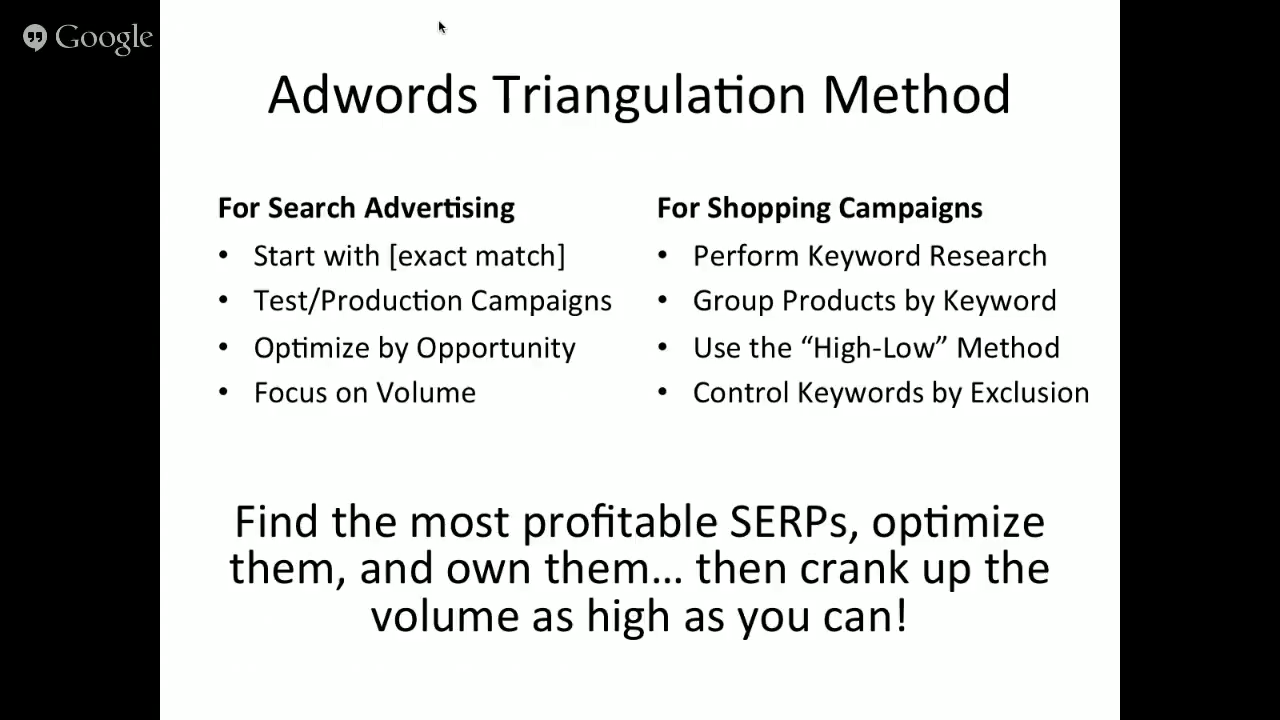 Google
Adwords Triangulation Method
For Search Advertising
• Start with [exact match]
• Test/Production Campaigns
• Optimize by Opportunity
• Focus on Volume
For Shopping Campaigns
• Perform Keyword Research
• Group Products by Keyword
• Use the “High-Low” Method
• Control Keywords by Exclusion
Find the most profitable SERPs, optimize
them, and own them... then crank up the
volume as high as you can!